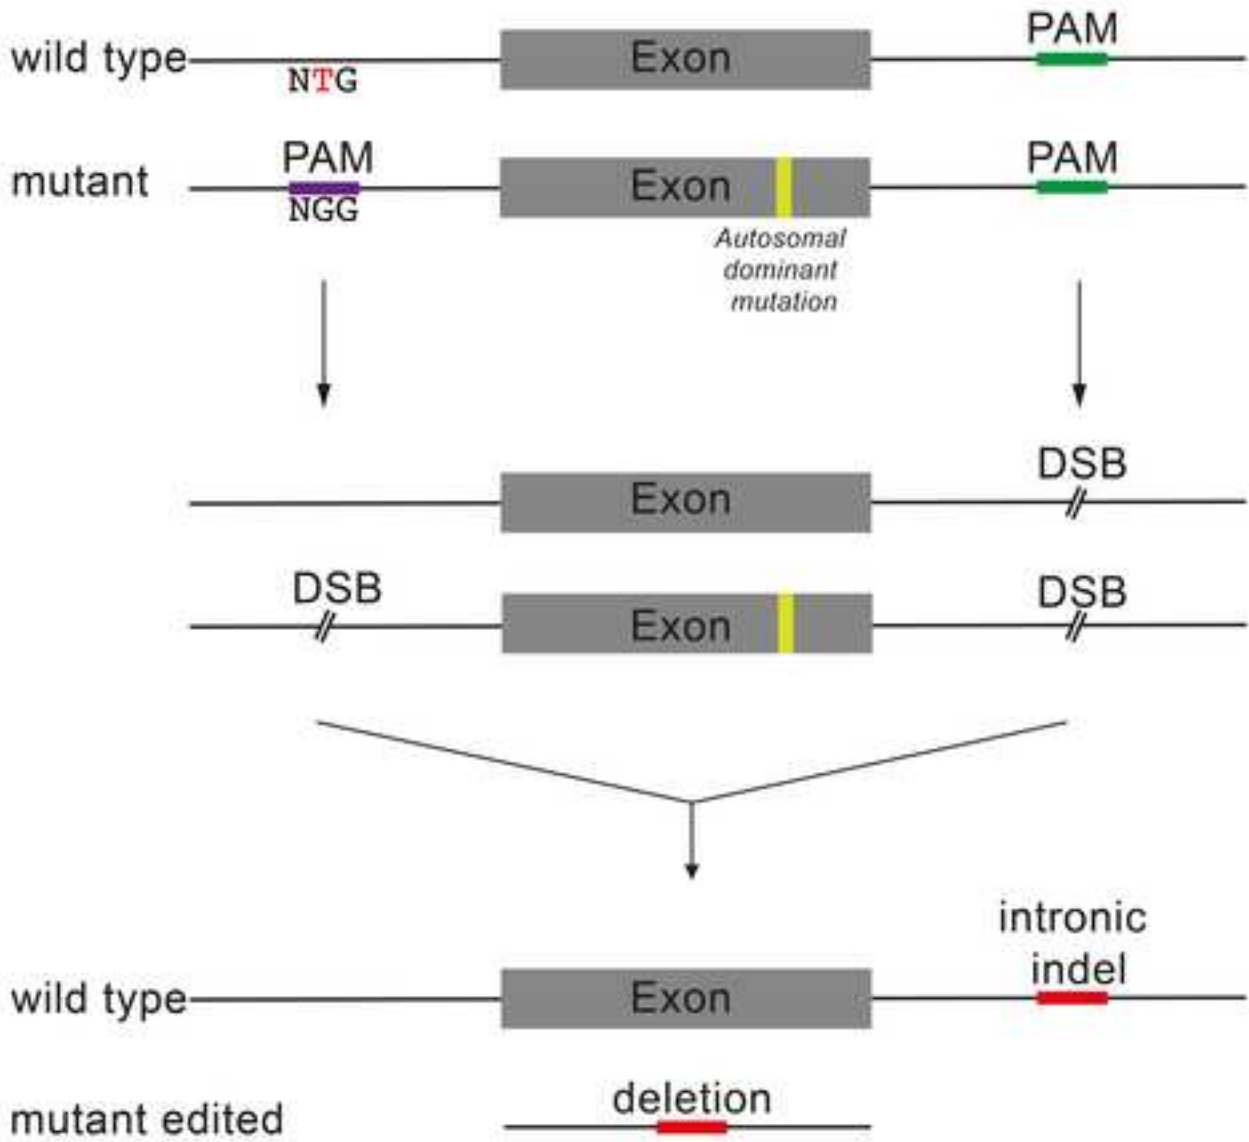 PAM
wild type
Exon
NTG
PAM
PAM
mutant
Exon
NGG
Autosomal
dominant
mutation
DSB
Exon
DSB
DSB
Exon
intronic
indel
wild type
Exon
deletion
mutant edited